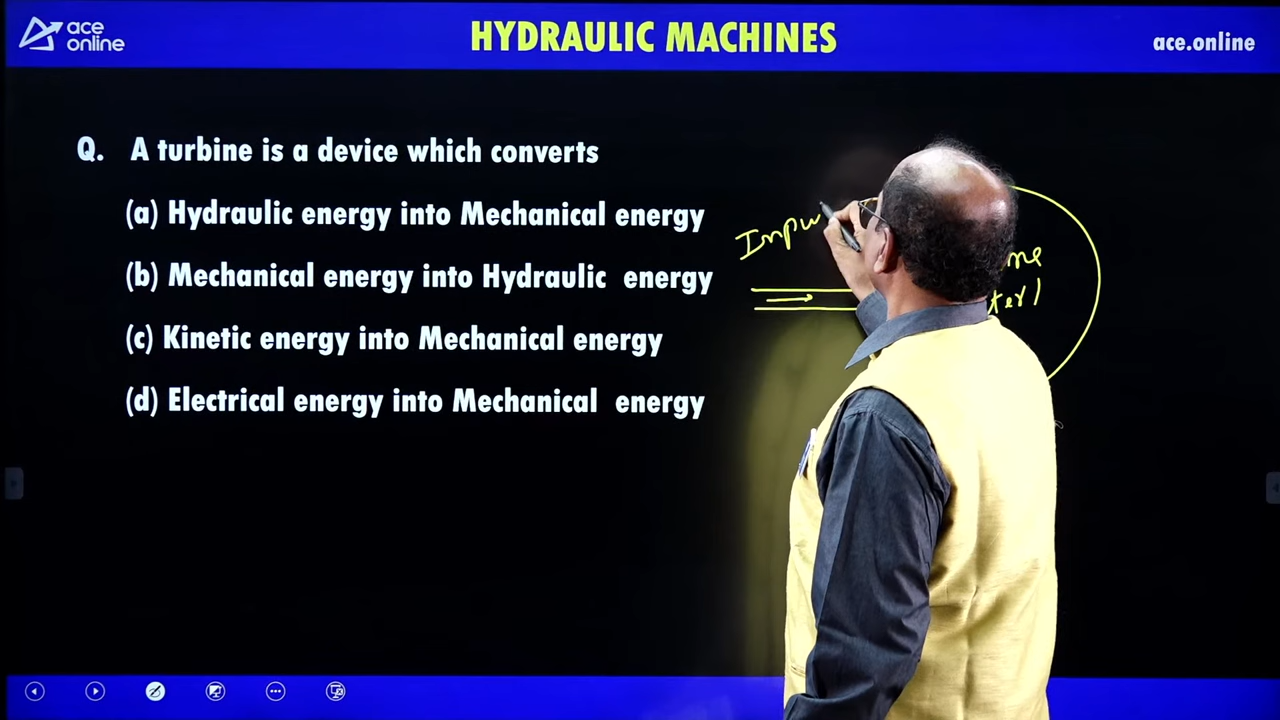 ace
online
HYDRAULIC MACHINES
ace.online
Q. A turbine is a device which converts
(a) Hydraulic energy into Mechanical energy
(b) Mechanical energy into Hydraulic energy
(c) Kinetic energy into Mechanical energy
(d) Electrical energy into Mechanical energy